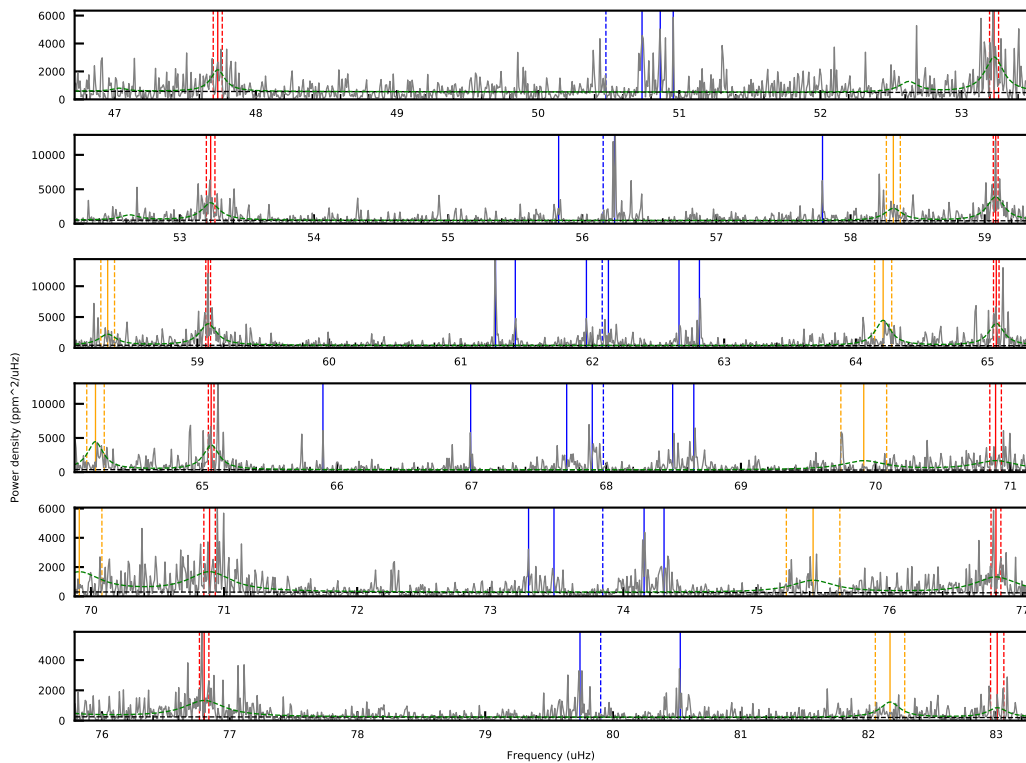 6000
4000
2000
0
47 48 49 50 51 52 53
10000
5000
0
53 54 55 56 57 58 59
10000
5000
0
59 60 61 62 63 64 65
10000
5000
0
65 66 67 68 69 70 71
6000
4000
2000
0
70 71 72 73 74 75 76 77
4000
2000
0
76 77 78 79 80 81 82 83
Power density (ppm^2/uHz)
Frequency (uHz)